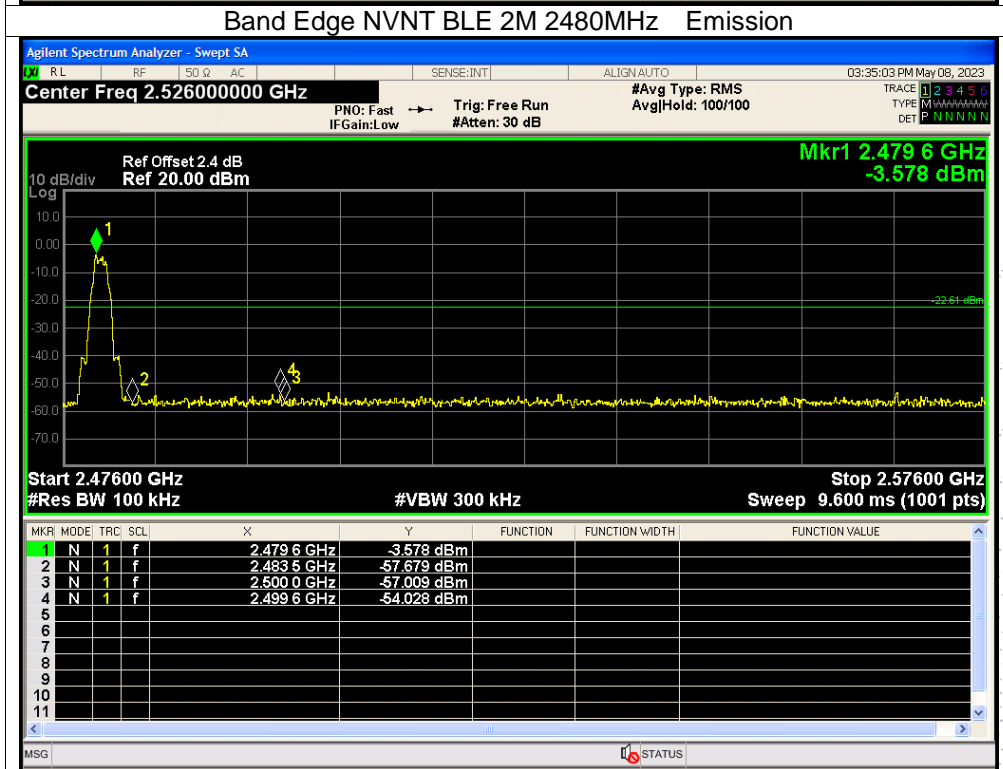 Band Edge NVNT BLE 2M 2480MHz Emission
Agilent Spectrum Analyzer - Swept SA
LXI RL RF 50 Ω AC SENSE:INT ALIGN AUTO 03:35:03 PM May 08, 2023
Center Freq 2.526000000 GHz #Avg Type: RMS TRACE 1 2 3 4 5 6
PNO: Fast Trig: Free Run Avg|Hold: 100/100 TYPE M WWWWW
IFGain:Low #Atten: 30 dB DET P N N N N N
Mkr1 2.479 6 GHz
-3.578 dBm
Ref Offset 2.4 dB
10 dB/div Ref 20.00 dBm
Log
10.0
1
0.00
-10.0
-20.0
-22.61 dBm
-30.0
-40.0
4
-50.0
2 3
-60.0
-70.0
Start 2.47600 GHz Stop 2.57600 GHz
#Res BW 100 kHz #VBW 300 kHz Sweep 9.600 ms (1001 pts)
MKR MODE TRC SCL X Y FUNCTION FUNCTION WIDTH FUNCTION VALUE
1 N 1 f 2.479 6 GHz -3.578 dBm
2 N 1 f 2.483 5 GHz -57.679 dBm
3 N 1 f 2.500 0 GHz -57.009 dBm
4 N 1 f 2.499 6 GHz -54.028 dBm
5
6
7
8
9
10
11
MSG STATUS